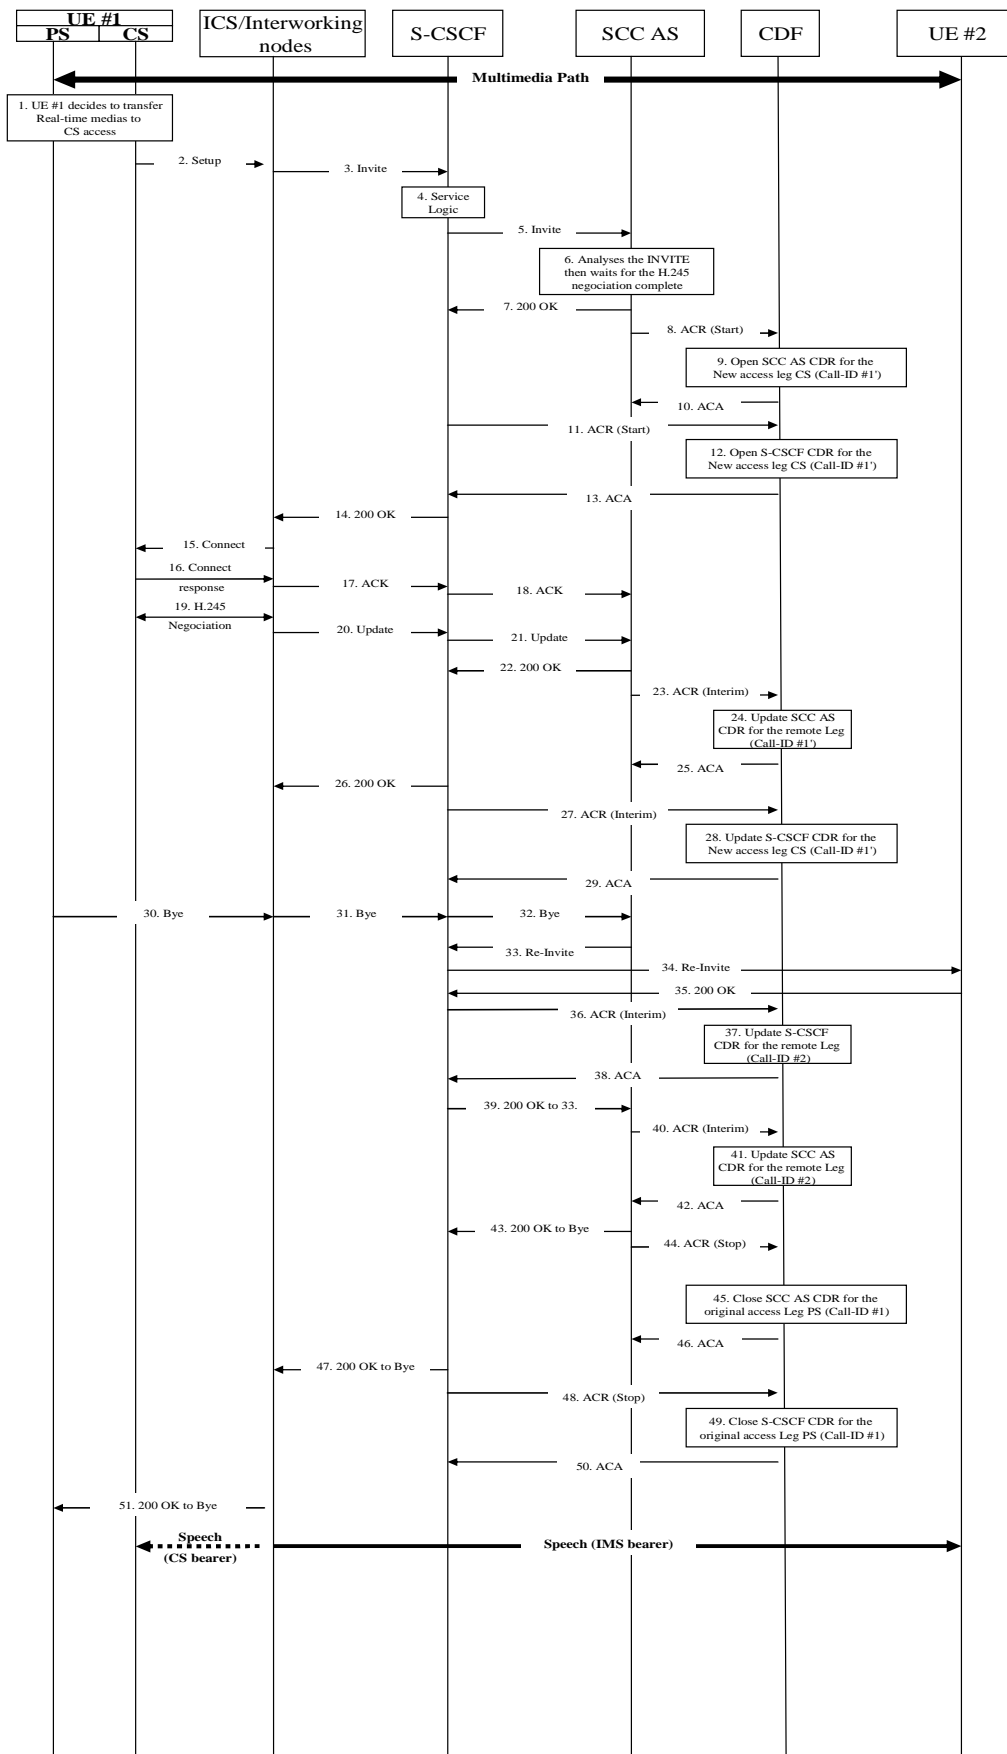 UE #1
PS CS
ICS/Interworking
nodes
S-CSCF
SCC AS
CDF
UE #2
Multimedia Path
1. UE #1 decides to transfer
Real-time medias to
CS access
2. Setup
3. Invite
4. Service
Logic
5. Invite
6. Analyses the INVITE
then waits for the H.245
negociation complete
7. 200 OK
8. ACR (Start)
9. Open SCC AS CDR for the
New access leg CS (Call-ID #1')
10. ACA
11. ACR (Start)
12. Open S-CSCF CDR for the
New access leg CS (Call-ID #1')
13. ACA
14. 200 OK
15. Connect
16. Connect
response
17. ACK
18. ACK
19. H.245
Negociation
20. Update
21. Update
22. 200 OK
23. ACR (Interim)
24. Update SCC AS
CDR for the remote Leg
(Call-ID #1')
25. ACA
26. 200 OK
27. ACR (Interim)
28. Update S-CSCF CDR for the
New access leg CS (Call-ID #1')
29. ACA
30. Bye
31. Bye
32. Bye
33. Re-Invite
34. Re-Invite
35. 200 OK
36. ACR (Interim)
37. Update S-CSCF
CDR for the remote Leg
(Call-ID #2)
38. ACA
39. 200 OK to 33.
40. ACR (Interim)
41. Update SCC AS
CDR for the remote Leg
(Call-ID #2)
42. ACA
43. 200 OK to Bye
44. ACR (Stop)
45. Close SCC AS CDR for the
original access Leg PS (Call-ID #1)
46. ACA
47. 200 OK to Bye
48. ACR (Stop)
49. Close S-CSCF CDR for the
original access Leg PS (Call-ID #1)
50. ACA
51. 200 OK to Bye
Speech
(CS bearer)
Speech (IMS bearer)